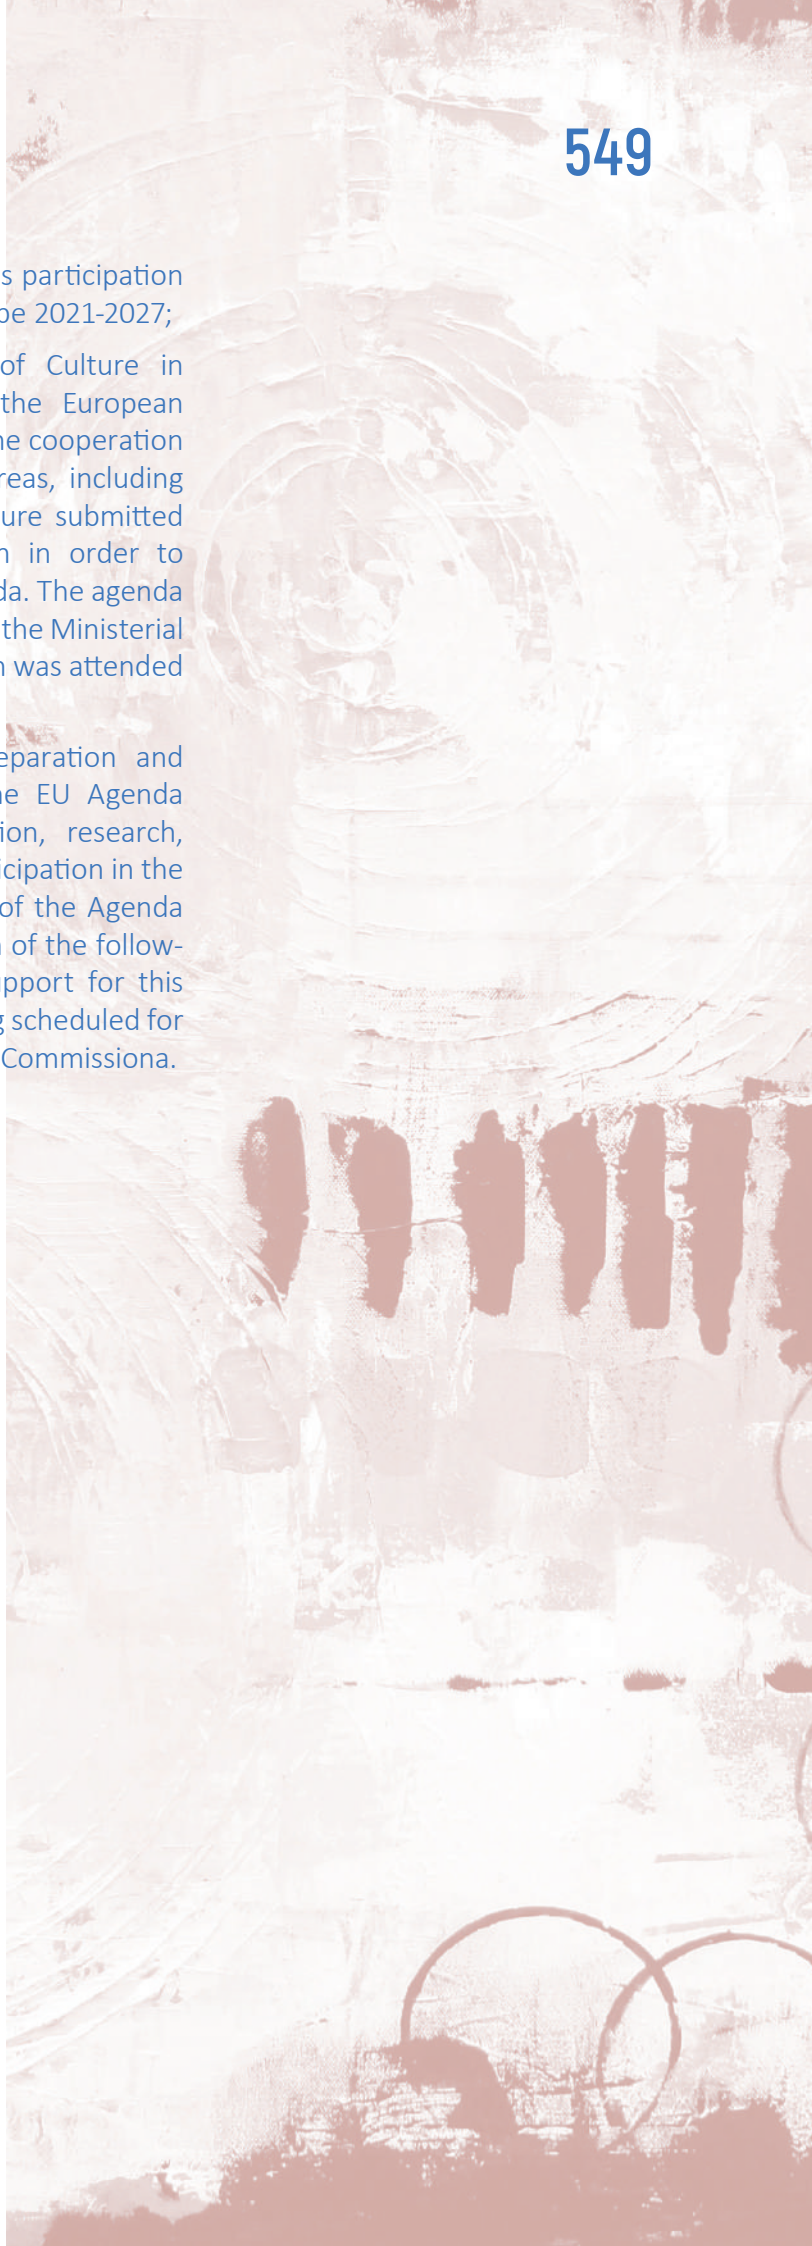 549
s participation
be 2021-2027;
of Culture in
the European
he cooperation
reas, including
ure submitted
n in order to
da. The agenda
the Ministerial
n was attended
eparation and
he EU Agenda
ion, research,
icipation in the
of the Agenda
n of the follow-
upport for this
g scheduled for
Commissiona.